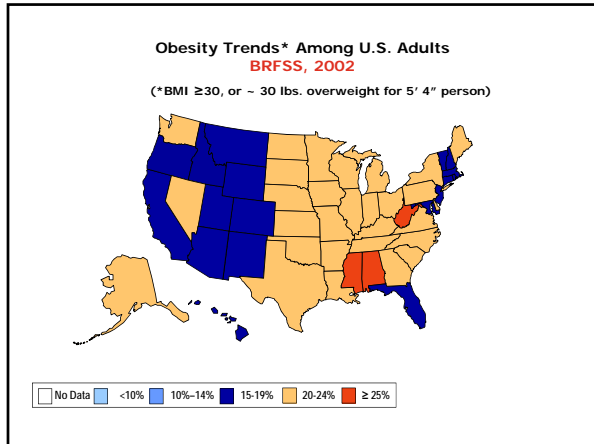 Obesity Trends* Among U.S. Adults
BRFSS, 2002
(*BMI ≥30, or ~ 30 lbs. overweight for 5' 4" person)
No Data <10% 10%–14% 15-19% 20-24% ≥ 25%